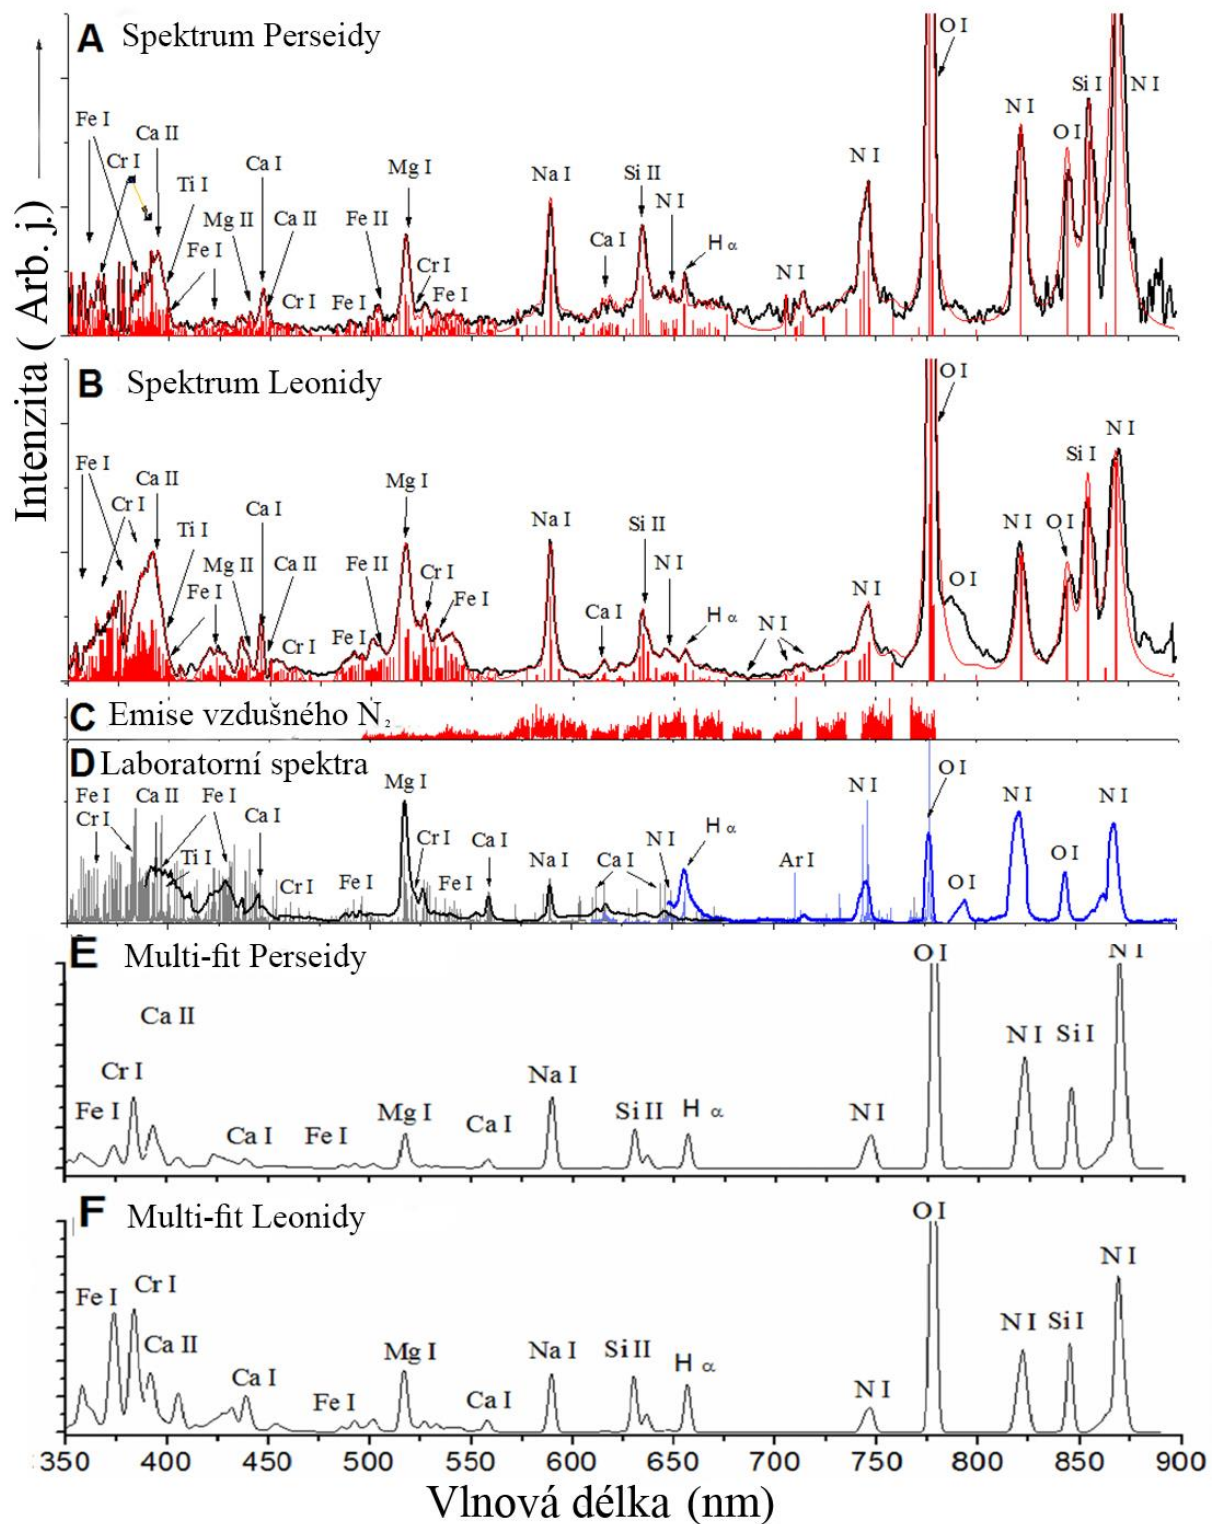 Intenzita ( Arb. j.)
A Spektrum Perseidy
Fe I
Cr I
Ca II
Ti I
Mg II
Fe I
Ca I
Ca II
Cr I
Fe I
Fe II
Mg I
Cr I
Fe I
Na I
Ca I
Si II
N I
H α
N I
N I
O I
N I
O I
Si I
N I
B Spektrum Leonidy
Fe I
Cr I
Ca II
Ti I
Mg II
Fe I
Ca I
Ca II
Cr I
Fe I
Fe II
Mg I
Cr I
Fe I
Na I
Ca I
Si II
N I
H α
N I
N I
O I
O I
N I
O I
Si I
N I
C Emise vzdušného N2
D Laboratorní spektra
Fe I
Cr I
Ca II
Fe I
Ti I
Ca I
Cr I
Fe I
Mg I
Cr I
Fe I
Ca I
Na I
Ca I
N I
H α
Ar I
N I
O I
O I
N I
O I
N I
E Multi-fit Perseidy
Ca II
Cr I
Fe I
Ca I
Fe I
Mg I
Ca I
Na I
Si II
H α
N I
O I
N I
Si I
N I
F Multi-fit Leonidy
Fe I
Cr I
Ca II
Ca I
Fe I
Mg I
Ca I
Na I
Si II
H α
N I
O I
N I
Si I
N I
350 400 450 500 550 600 650 700 750 800 850 900
Vlnová délka (nm)